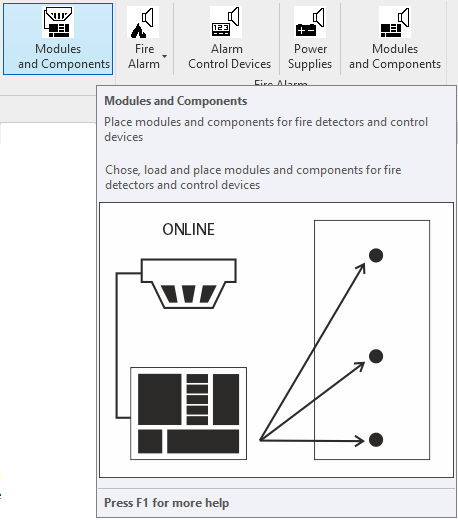 Modules
and Components
Fire
Alarm
Alarm
Control Devices
Power
Supplies
Modules
and Components
Fire Alarm
Modules and Components
Place modules and components for fire detectors and control
devices
Chose, load and place modules and components for fire
detectors and control devices
ONLINE
Press F1 for more help